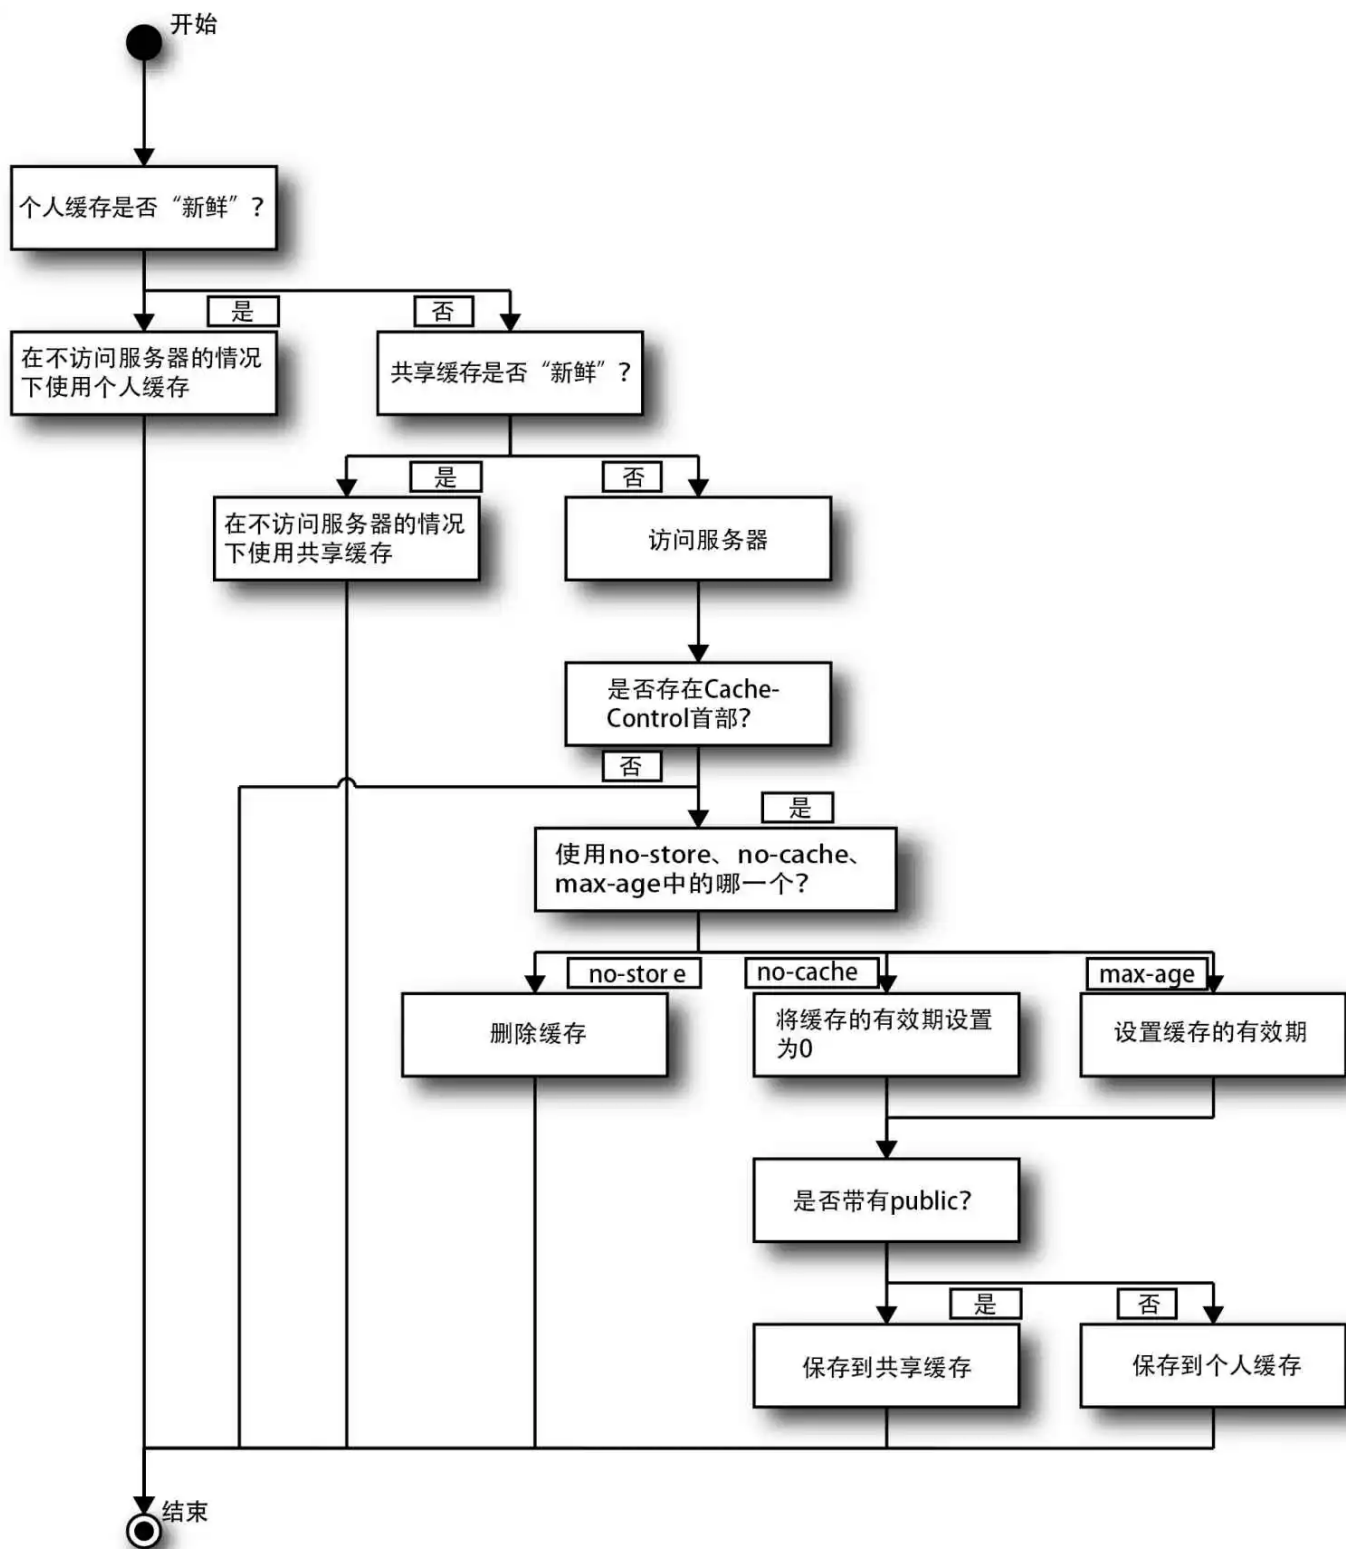 开始
个人缓存是否“新鲜”？
是
否
在不访问服务器的情况
下使用个人缓存
共享缓存是否“新鲜”？
是
否
在不访问服务器的情况
下使用共享缓存
访问服务器
是否存在Cache-
Control首部？
否
是
使用no-store、no-cache、
max-age中的哪一个？
no-stor e
no-cache
max-age
删除缓存
将缓存的有效期设置
为0
设置缓存的有效期
是否带有public？
是
否
保存到共享缓存
保存到个人缓存
结束